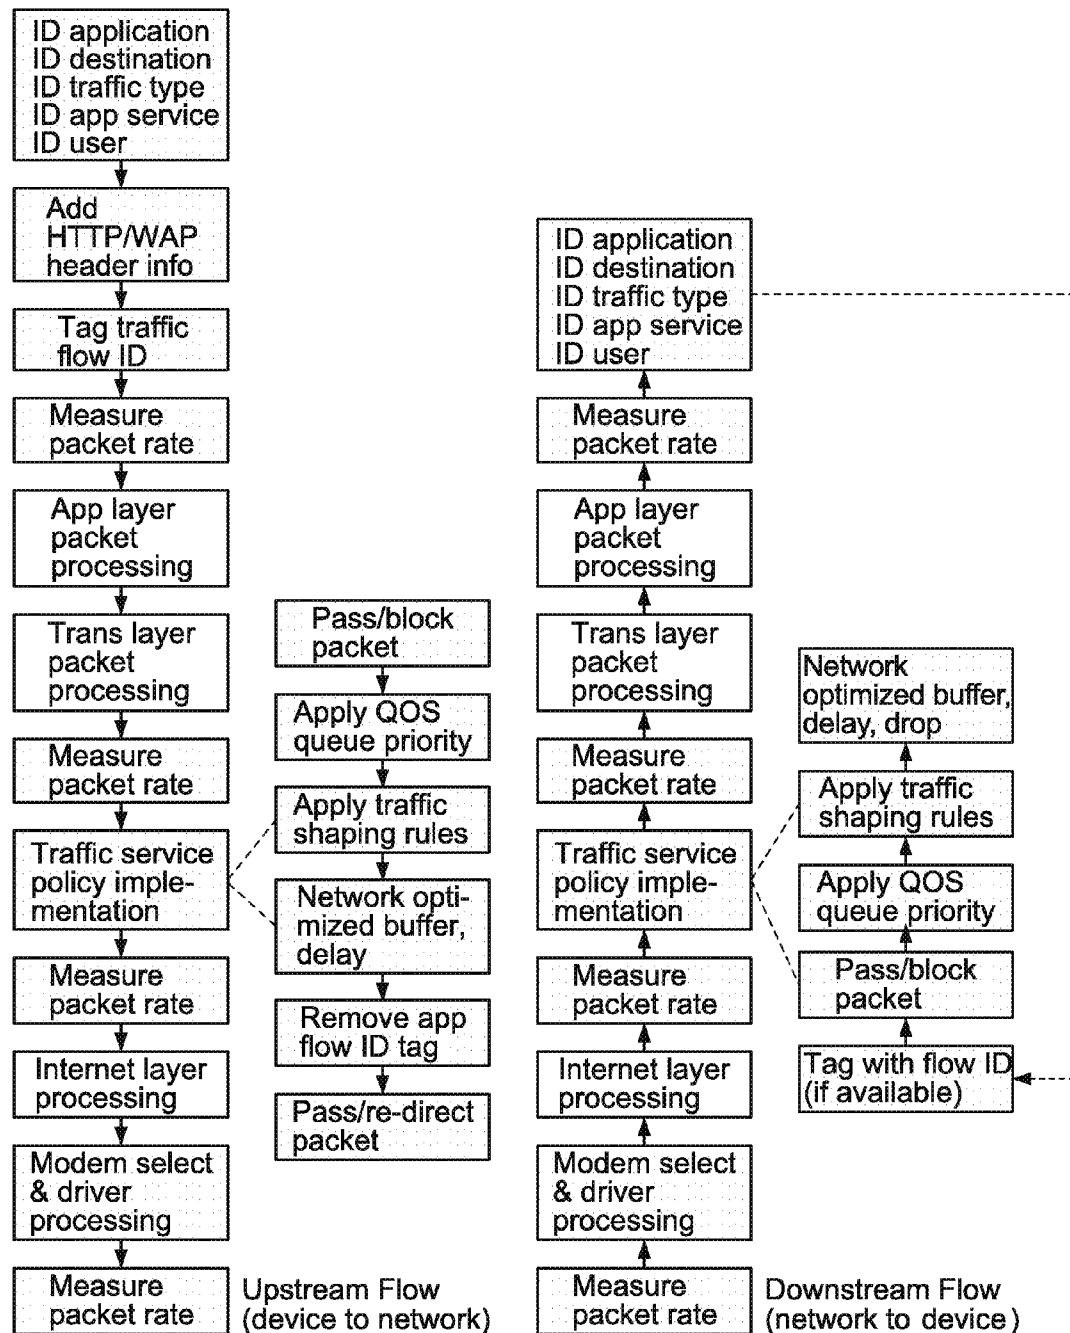 ID application
ID destination
ID traffic type
ID app service
ID user
Add
HTTP/WAP
header info
Tag traffic
flow ID
Measure
packet rate
App layer
packet
processing
Trans layer
packet
processing
Measure
packet rate
Traffic service
policy imple-
mentation
Measure
packet rate
Internet layer
processing
Modem select
& driver
processing
Measure
packet rate
Upstream Flow
(device to network)
Pass/block
packet
Apply QOS
queue priority
Apply traffic
shaping rules
Network opti-
mized buffer,
delay
Remove app
flow ID tag
Pass/re-direct
packet
ID application
ID destination
ID traffic type
ID app service
ID user
Measure
packet rate
App layer
packet
processing
Trans layer
packet
processing
Measure
packet rate
Traffic service
policy imple-
mentation
Measure
packet rate
Internet layer
processing
Modem select
& driver
processing
Measure
packet rate
Downstream Flow
(network to device)
Network
optimized buffer,
delay, drop
Apply traffic
shaping rules
Apply QOS
queue priority
Pass/block
packet
Tag with flow ID
(if available)